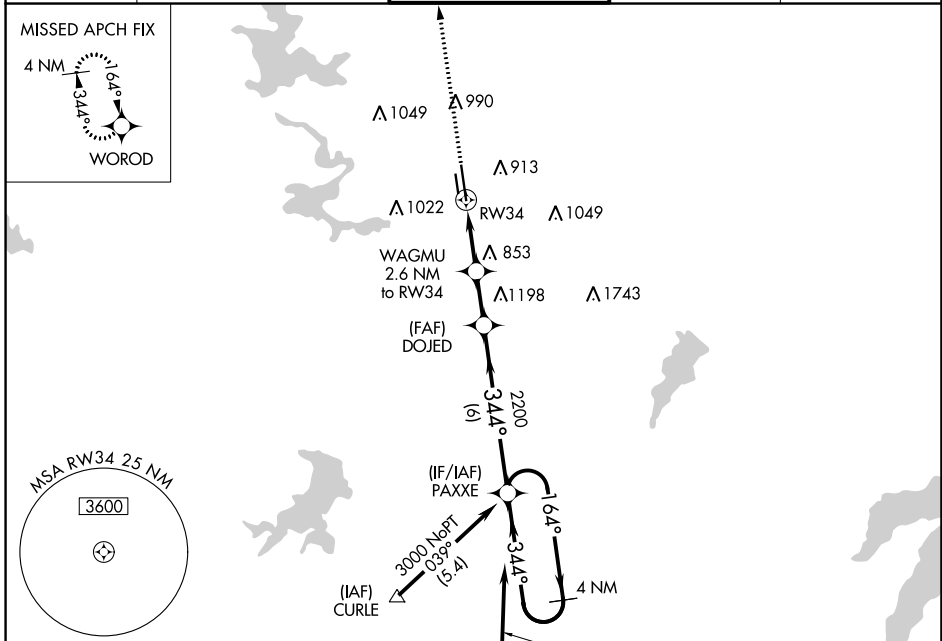 MISSED APCH FIX
4 NM
164°
344°
WOROD
1049
990
913
1022
RW34
1049
WAGMU
2.6 NM
to RW34
853
1198
1743
(FAF)
DOJED
2200
344°
(6)
(IF/IAF)
PAXXE
164°
344°
4 NM
3000 NoPT
039°
(5.4)
(IAF)
CURLE
MSA RW34 25 NM
3600